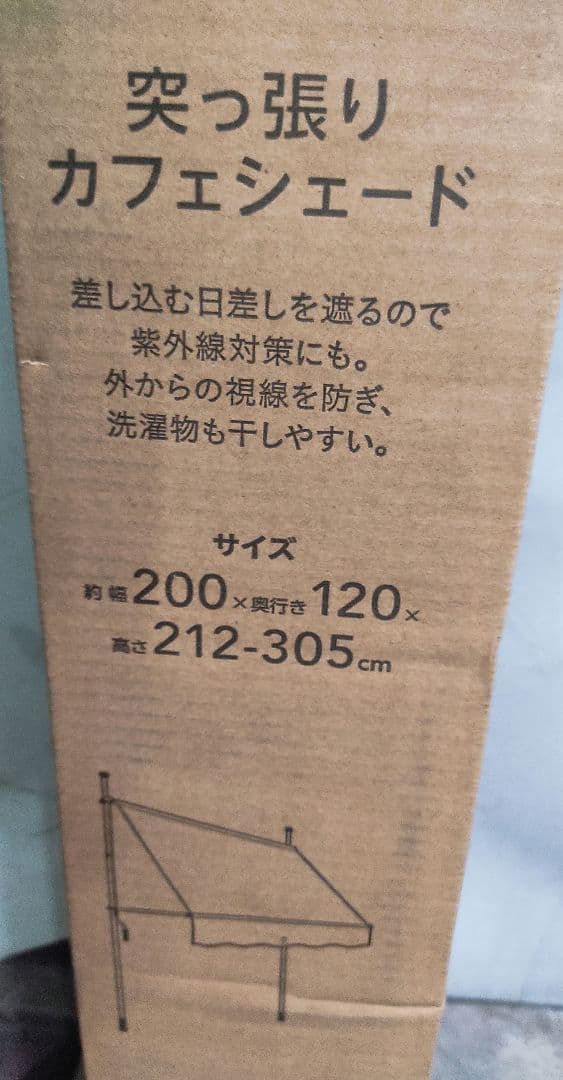 突っ張り
カフェシェード
差し込む日差しを遮るので
紫外線対策にも。
外からの視線を防ぎ、
洗濯物も干しやすい。
サイズ
約 幅200×奥行き120×
高さ212-305cm